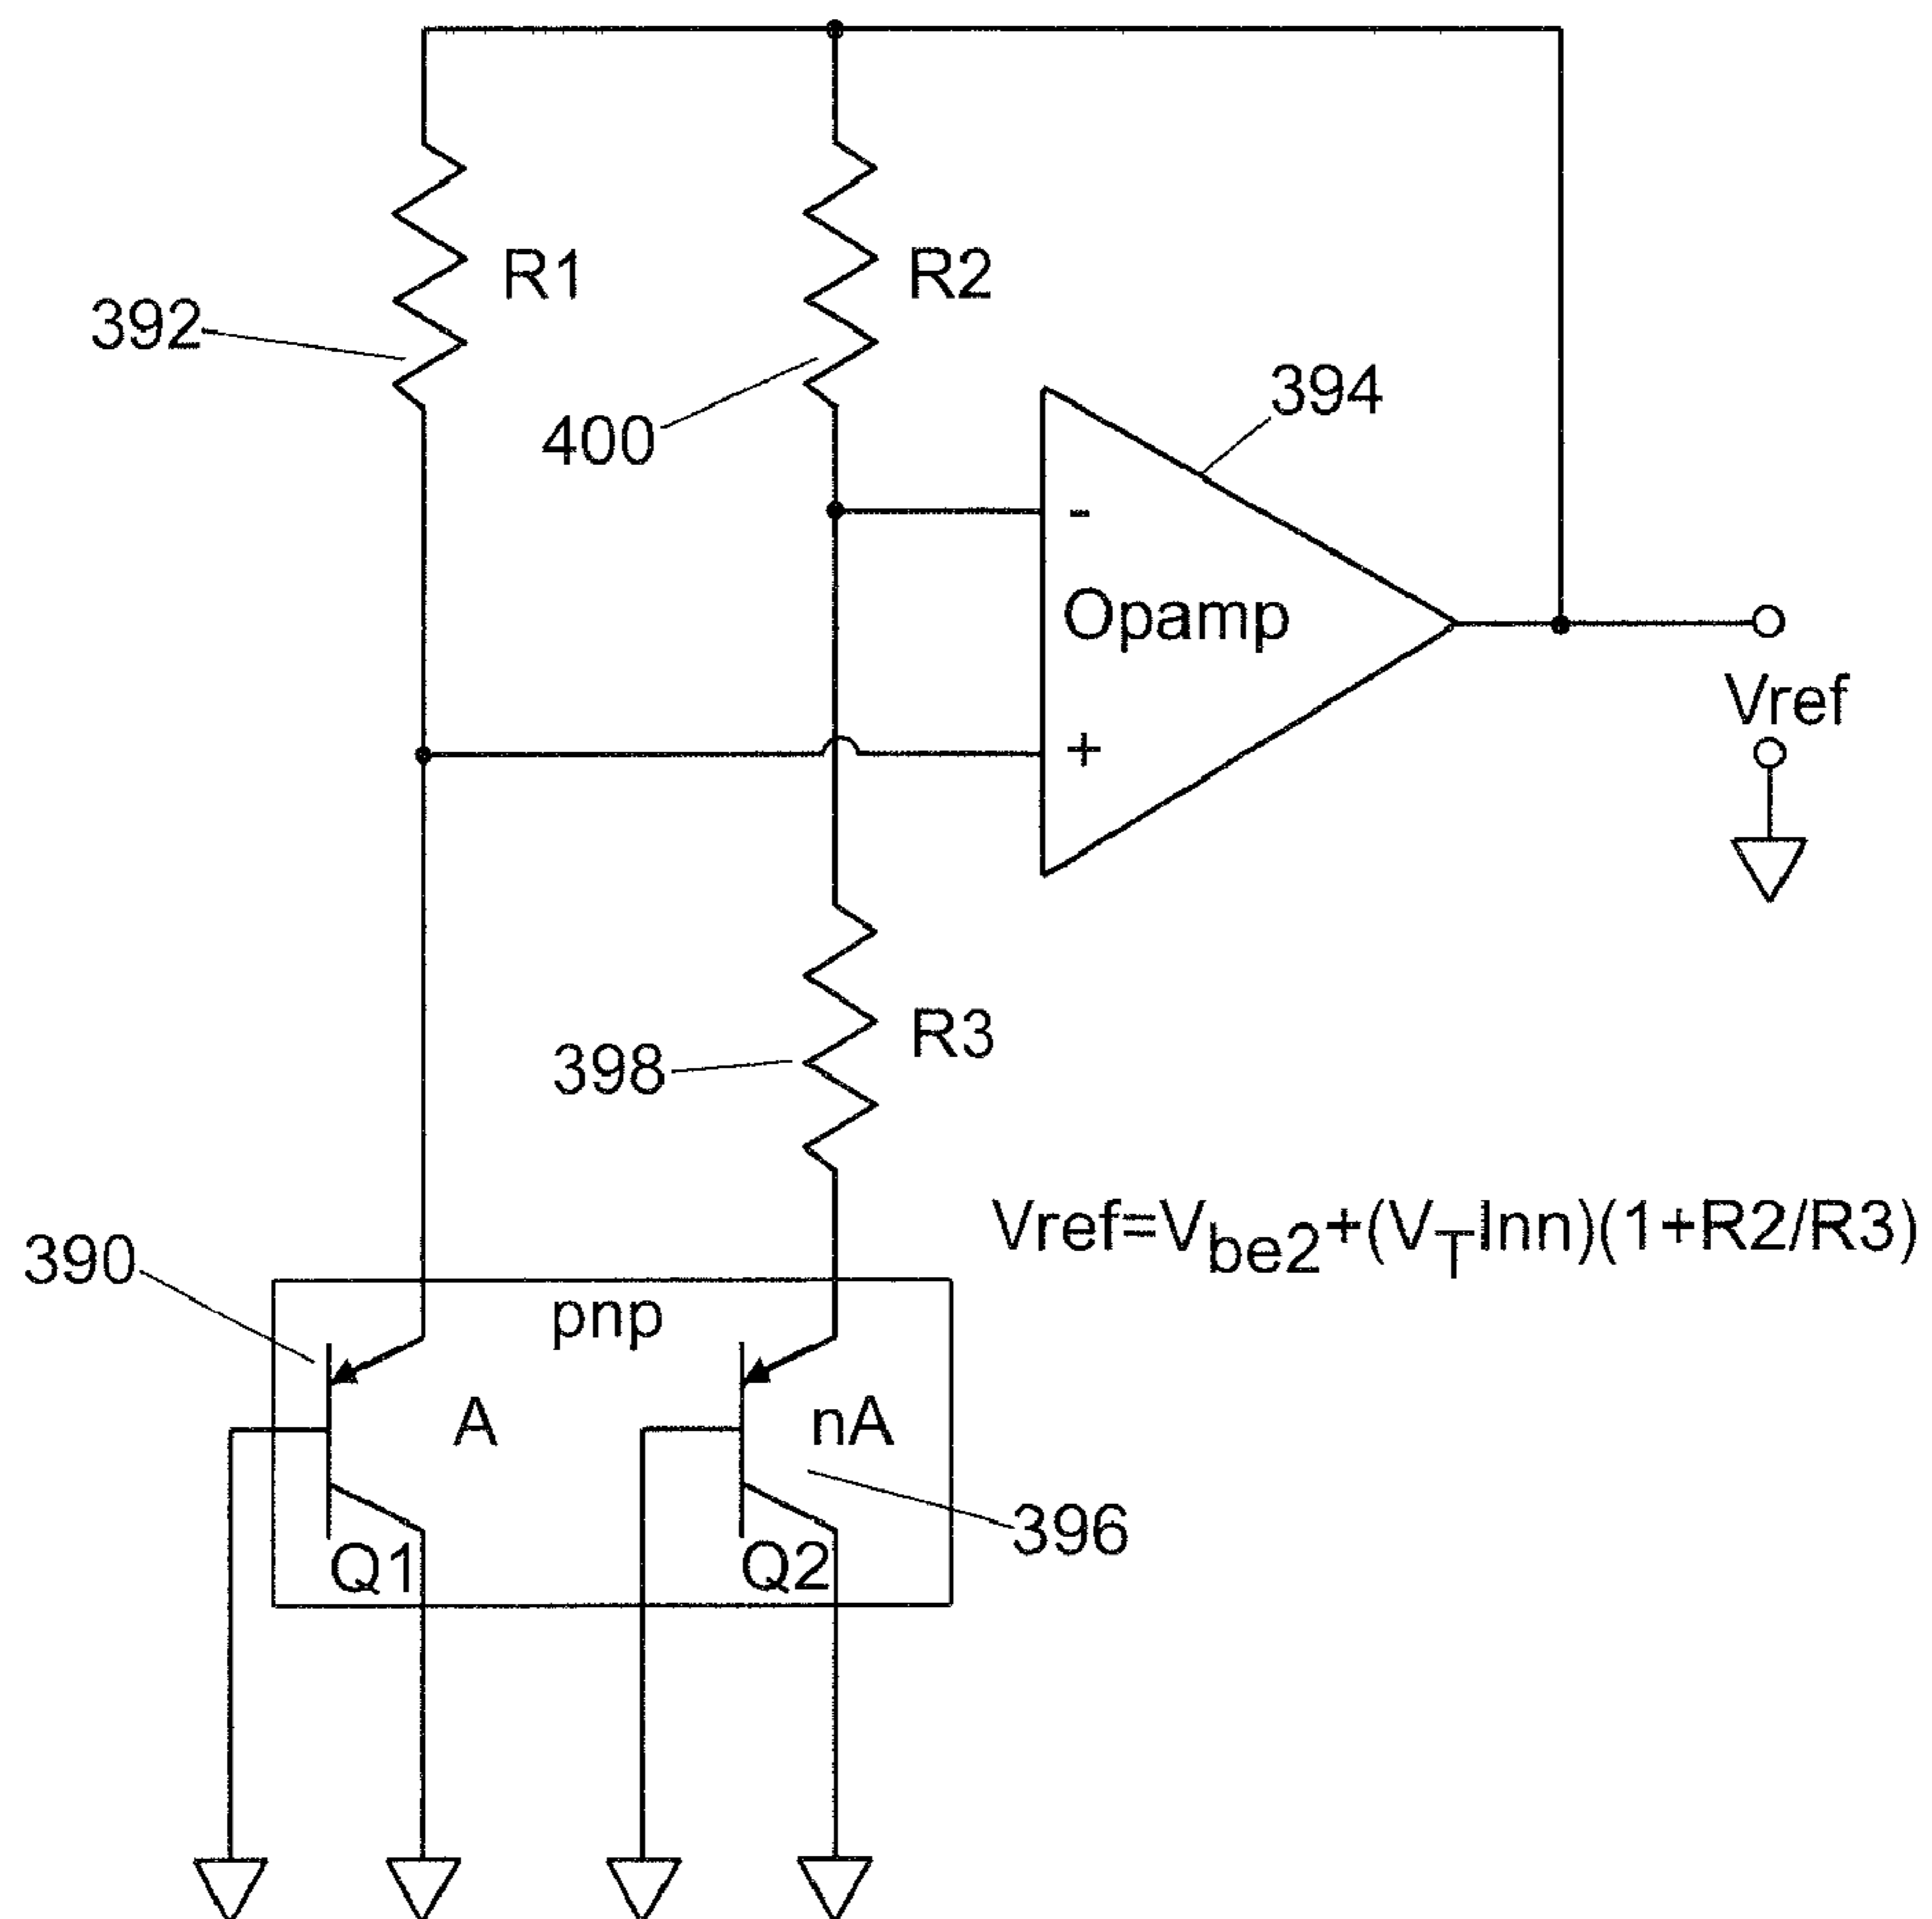 R1
R2
392
394
400
-
Opamp
+
Vref
R3
398
Vref=Vbe2+(VTlnn)(1+R2/R3)
390
pnp
A
nA
396
Q1
Q2